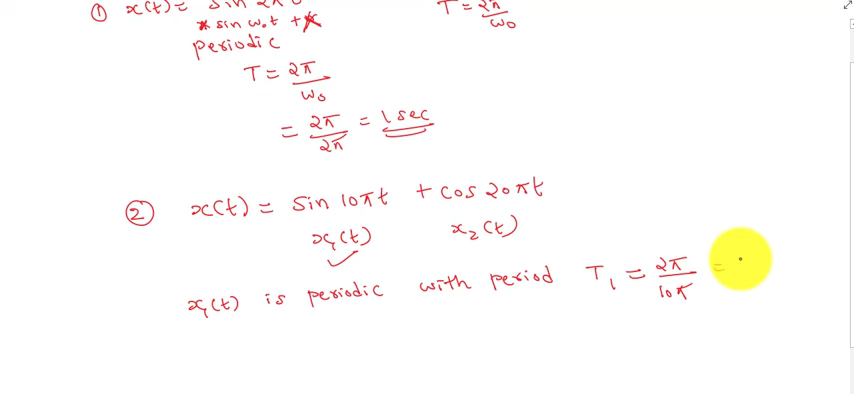 ① x(t) = sin 2π
T = 2π/ω₀
sin ω₀t +
periodic
T = 2π/ω₀
= 2π/2π = 1 sec
② x(t) = sin 10πt + cos 20πt
x₁(t) x₂(t)
x₁(t) is periodic with period T₁ = 2π/10π =